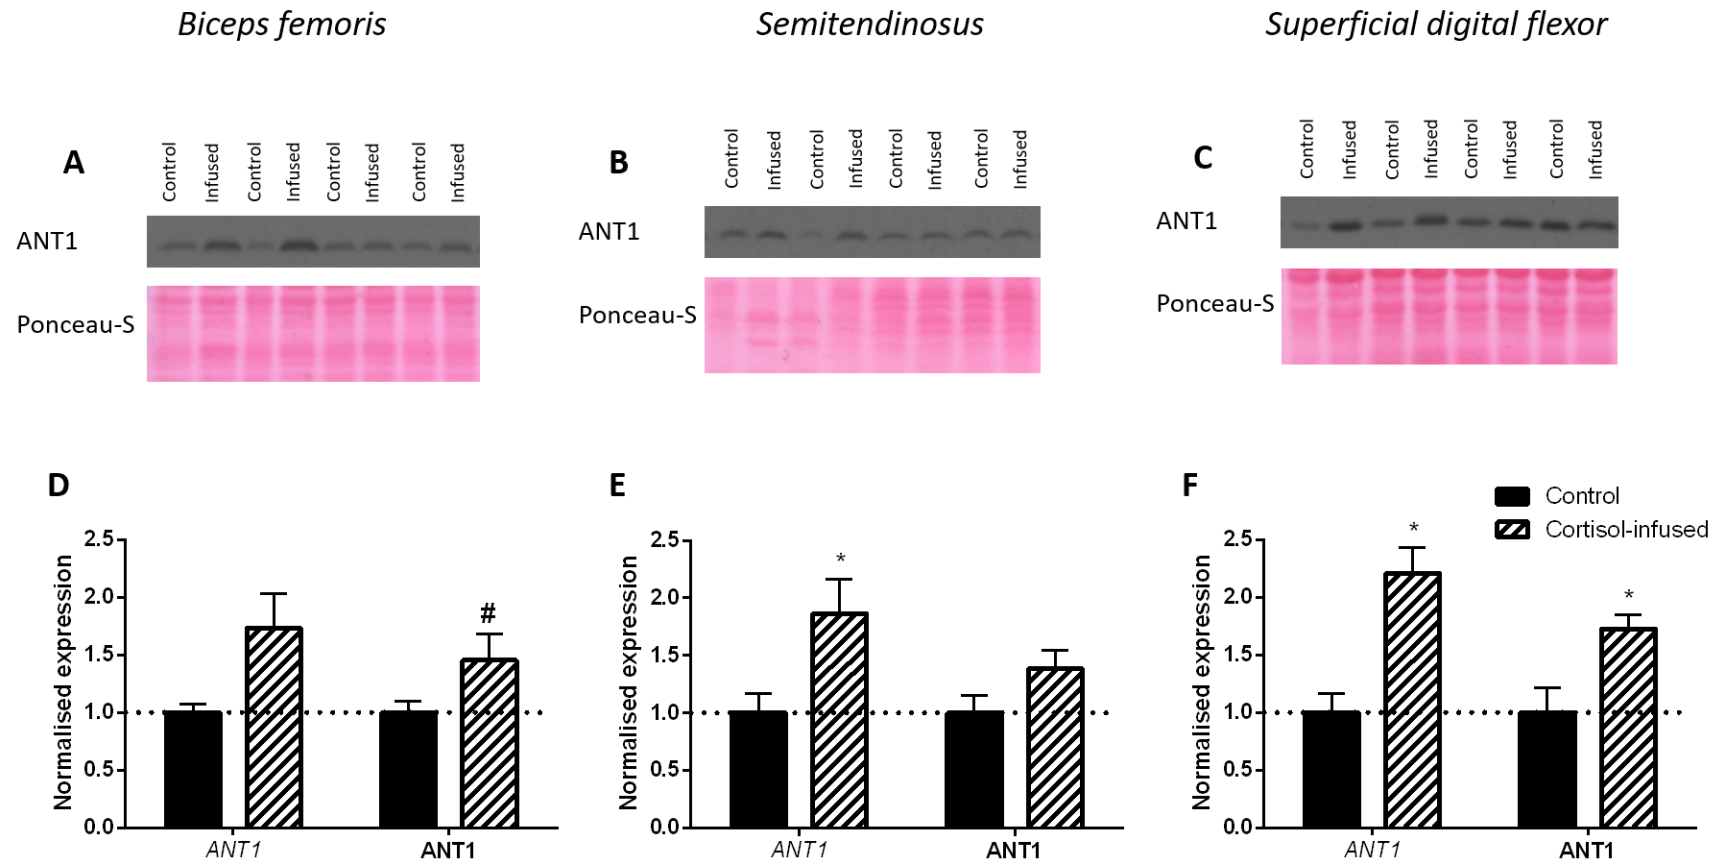 Biceps femoris
Semitendinosus
Superficial digital flexor
A
Control
Infused
Control
Infused
Control
Infused
Control
Infused
ANT1
Ponceau-S
B
Control
Infused
Control
Infused
Control
Infused
Control
Infused
ANT1
Ponceau-S
C
Control
Infused
Control
Infused
Control
Infused
Control
Infused
ANT1
Ponceau-S
D
Normalised expression
2.5
2.0
1.5
1.0
0.5
0.0
#
ANT1
ANT1
E
Normalised expression
2.5
2.0
1.5
1.0
0.5
0.0
*
ANT1
ANT1
F
Control
Cortisol-infused
Normalised expression
2.5
2.0
1.5
1.0
0.5
0.0
*
*
ANT1
ANT1